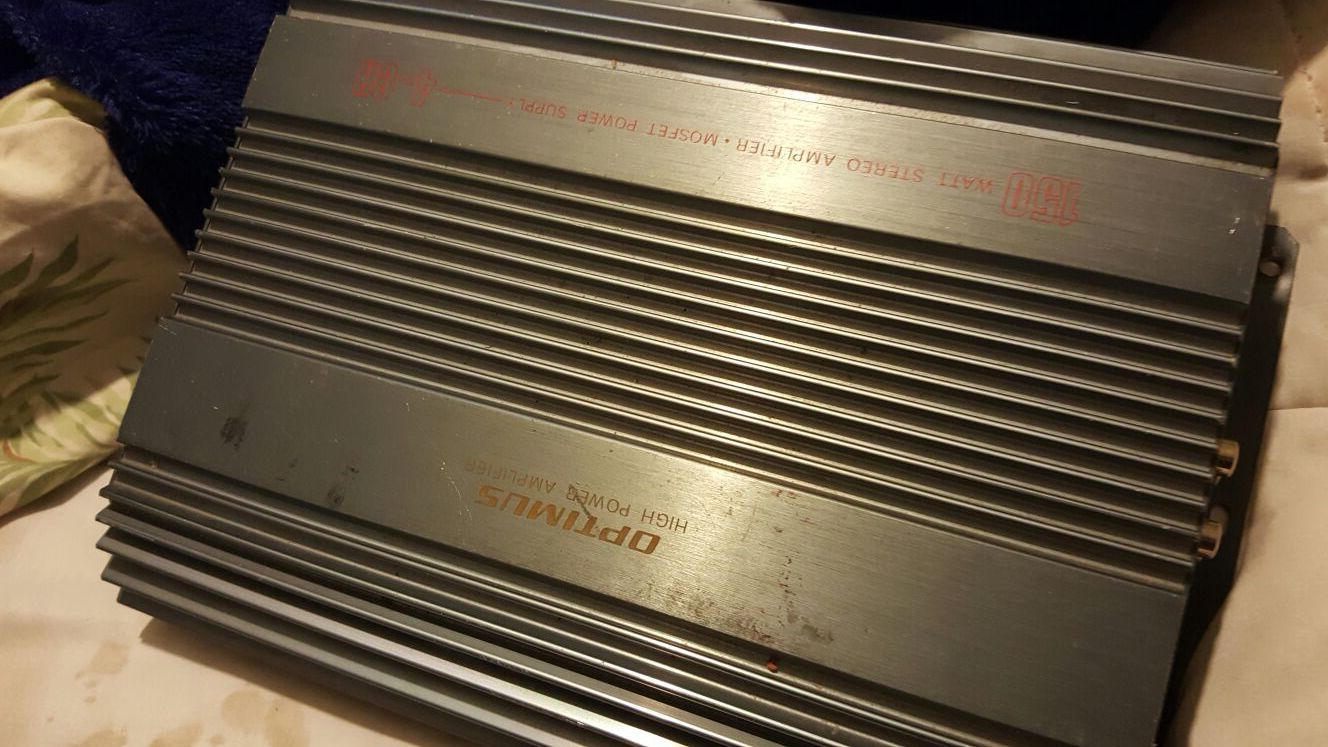 OPTIMUS
HIGH POWER AMPLIFIER
150 WATT STEREO AMPLIFIER • MOSFET POWER SUPPLY